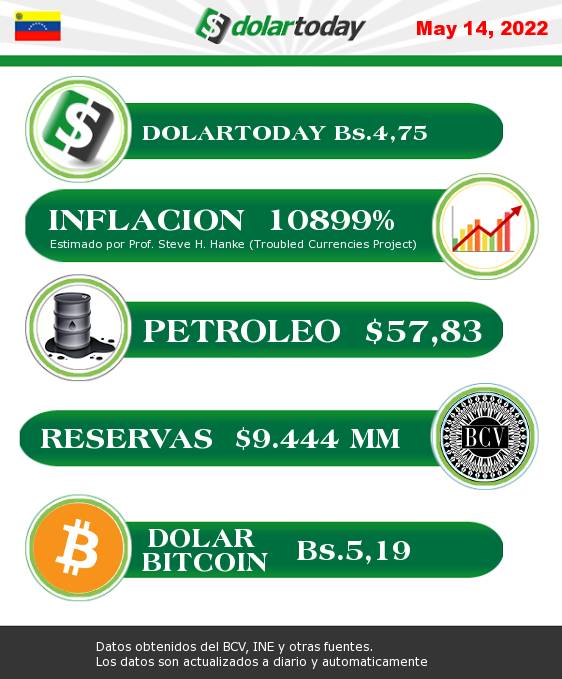 dolartoday
May 14, 2022
DOLARTODAY Bs.4,75
INFLACION 10899%
Estimado por Prof. Steve H. Hanke (Troubled Currencies Project)
PETROLEO $57,83
RESERVAS $9.444 MM
BCV
DOLAR
BITCOIN Bs.5,19
Datos obtenidos del BCV, INE y otras fuentes.
Los datos son actualizados a diario y automaticamente